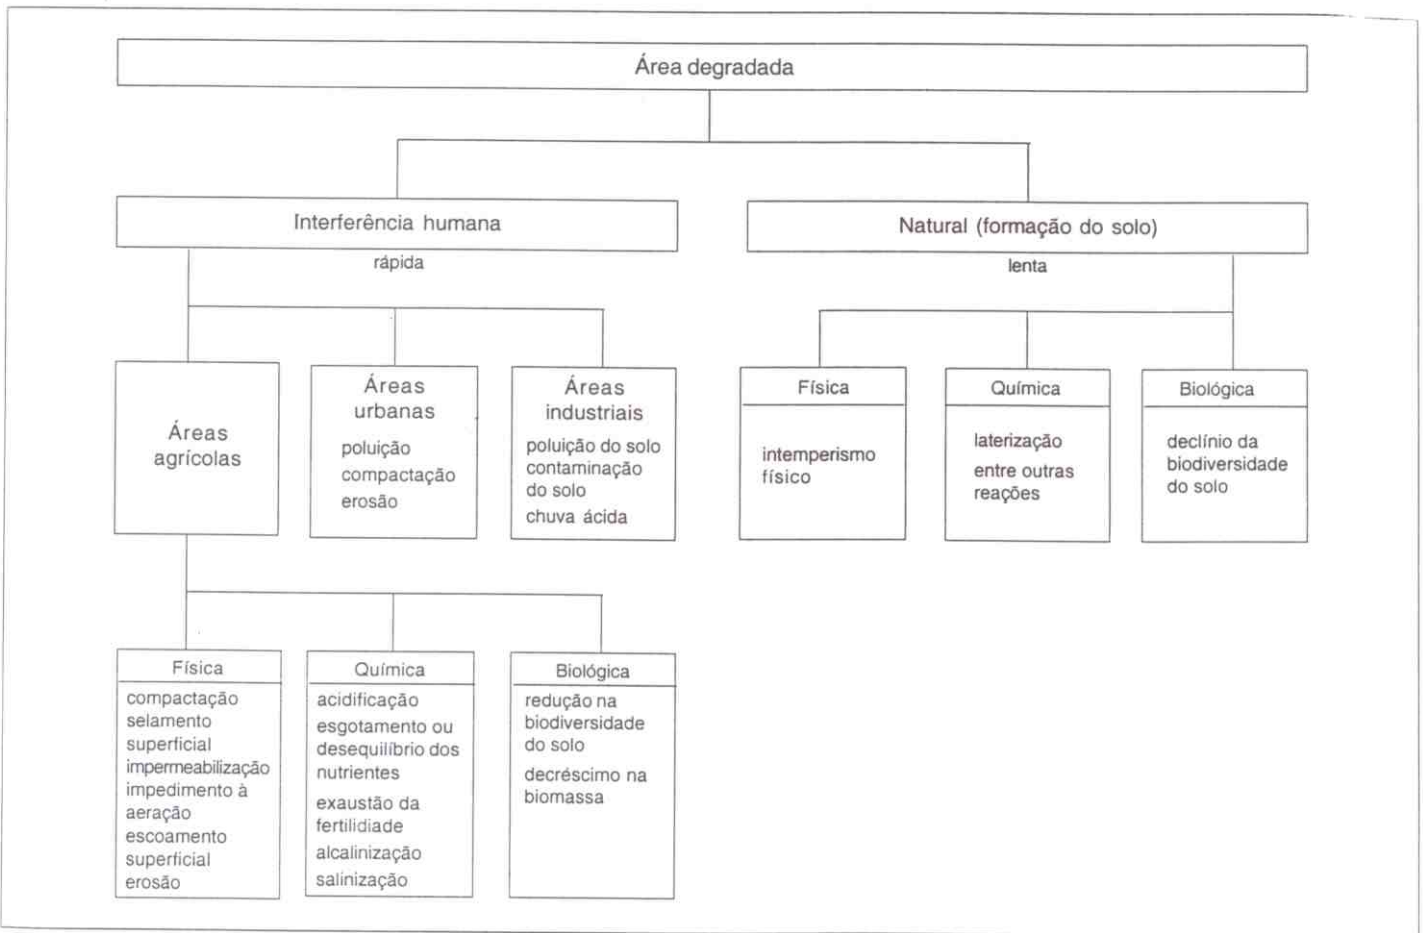 Área degradada
Interferência humana
rápida
Natural (formação do solo)
lenta
Áreas
agrícolas
Áreas
urbanas
poluição
compactação
erosão
Áreas
industriais
poluição do solo
contaminação
do solo
chuva ácida
Física
intemperismo
físico
Química
laterização
entre outras
reações
Biológica
declínio da
biodiversidade
do solo
Física
compactação
selamento
superficial
impermeabilização
impedimento à
aeração
escoamento
superficial
erosão
Química
acidificação
esgotamento ou
desequilíbrio dos
nutrientes
exaustão da
fertilidiade
alcalinização
salinização
Biológica
redução na
biodiversidade
do solo
decréscimo na
biomassa